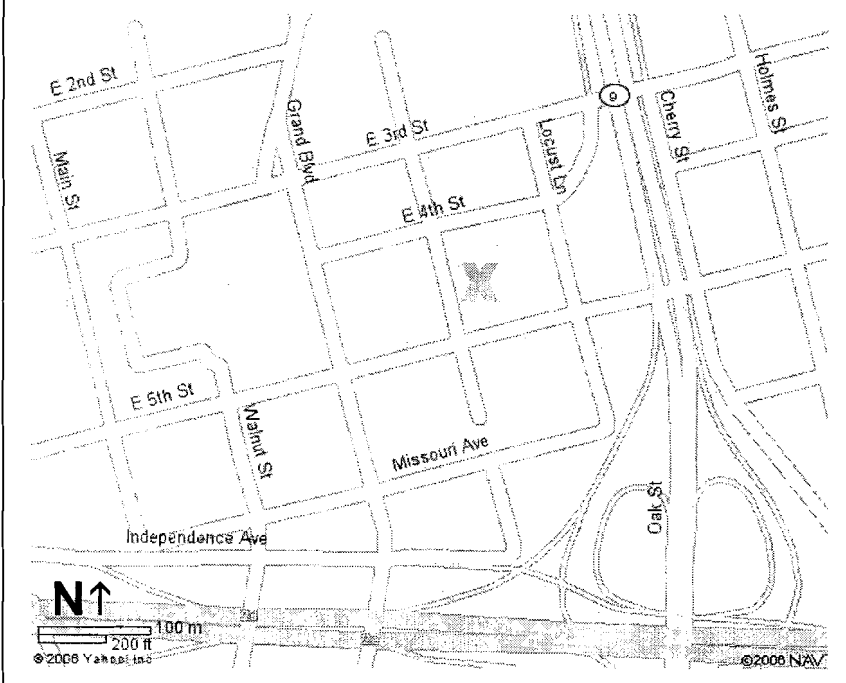 E 2nd St
Holmes St
9
Cherry St
Grand Blvd
E 3rd St
Locust Ln
Main St
E 4th St
X
E 5th St
Walnut St
Missouri Ave
Oak St
Independence Ave
N↑
100 m
200 ft
©2006 Yahoo! Inc
©2006 NAV